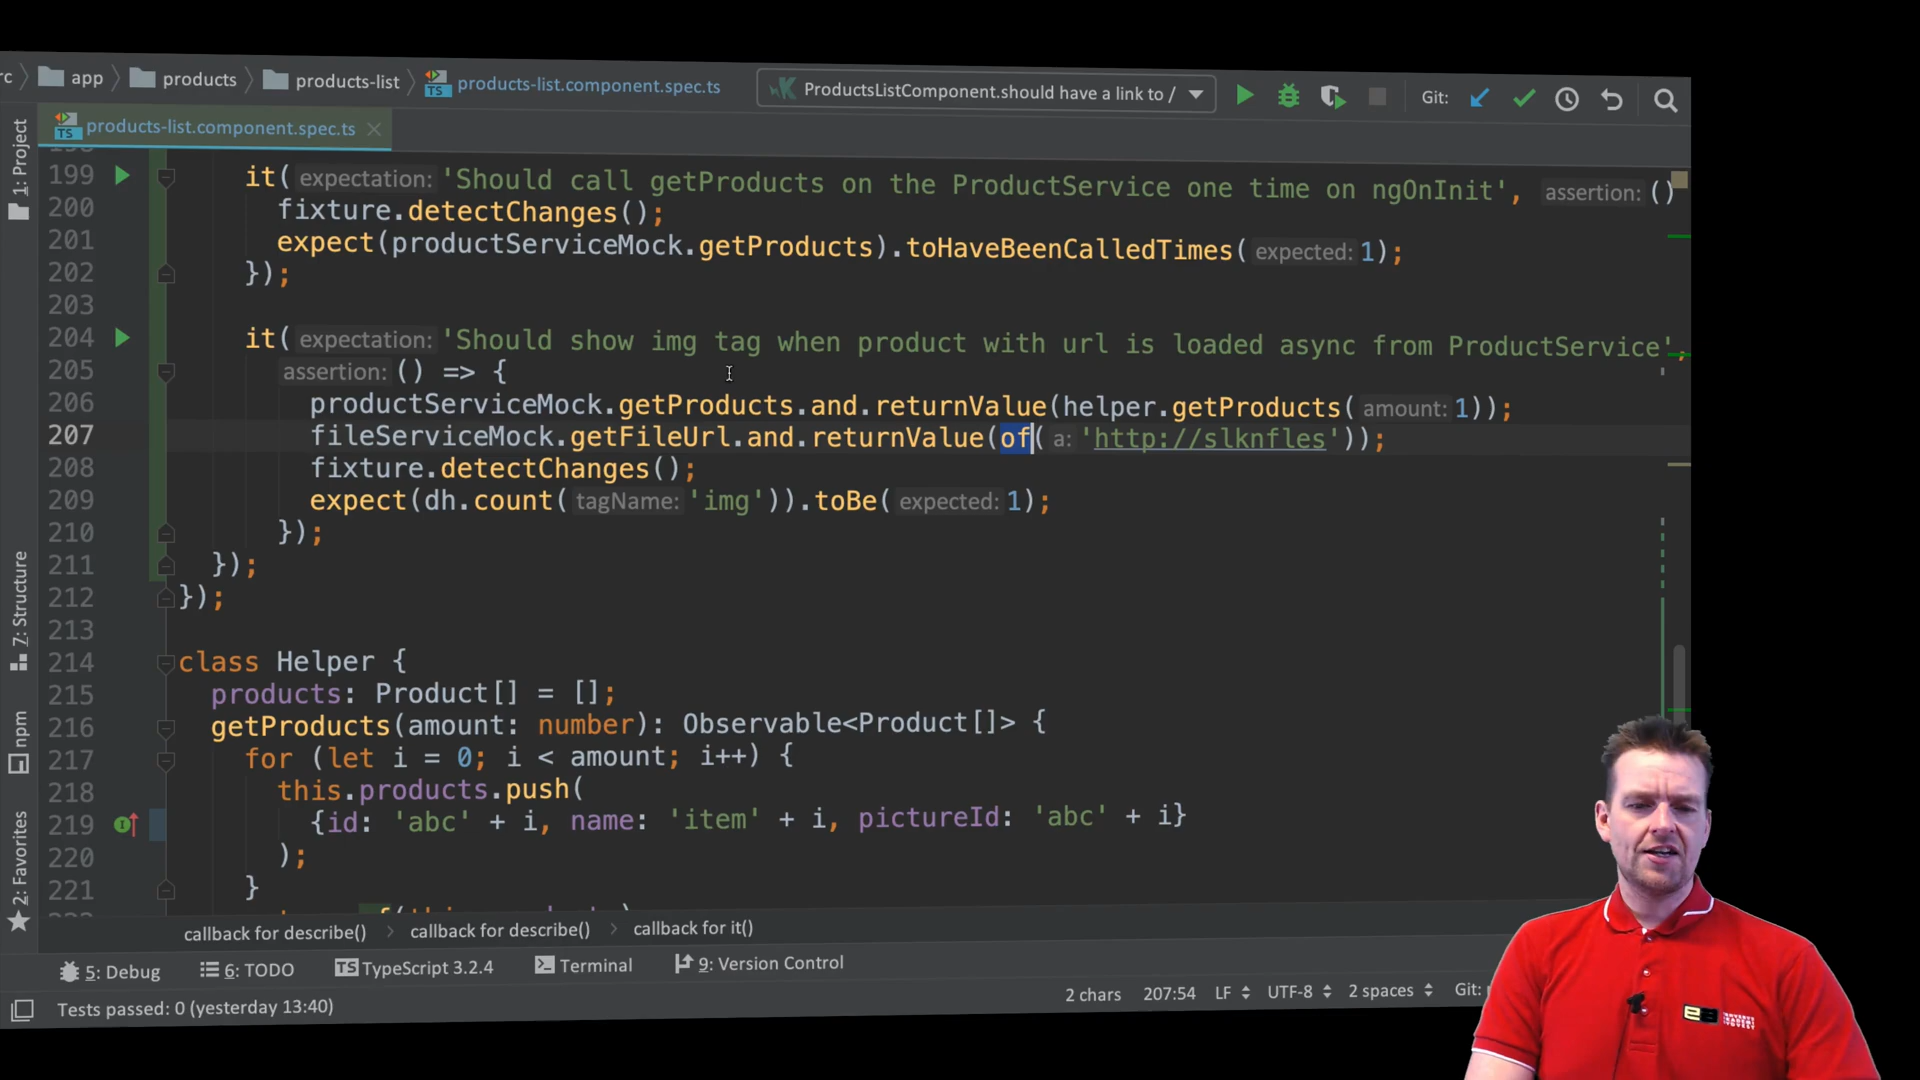 rc app products products-list products-list.component.spec.ts ProductsListComponent.should have a link to / Git:
products-list.component.spec.ts
1: Project
7: Structure
npm
2: Favorites
199 it( expectation: 'Should call getProducts on the ProductService one time on ngOnInit', assertion: ()
200 fixture.detectChanges();
201 expect(productServiceMock.getProducts).toHaveBeenCalledTimes( expected: 1);
202 });
203
204 it( expectation: 'Should show img tag when product with url is loaded async from ProductService',
205 assertion: () => {
206 productServiceMock.getProducts.and.returnValue(helper.getProducts( amount: 1));
207 fileServiceMock.getFileUrl.and.returnValue(of( a: 'http://slknfles'));
208 fixture.detectChanges();
209 expect(dh.count( tagName: 'img')).toBe( expected: 1);
210 });
211 });
212 });
213
214 class Helper {
215 products: Product[] = [];
216 getProducts(amount: number): Observable<Product[]> {
217 for (let i = 0; i < amount; i++) {
218 this.products.push(
219 {id: 'abc' + i, name: 'item' + i, pictureId: 'abc' + i}
220 );
221 }
callback for describe() callback for describe() callback for it()
5: Debug 6: TODO TypeScript 3.2.4 Terminal 9: Version Control
Tests passed: 0 (yesterday 13:40) 2 chars 207:54 LF UTF-8 2 spaces Git: